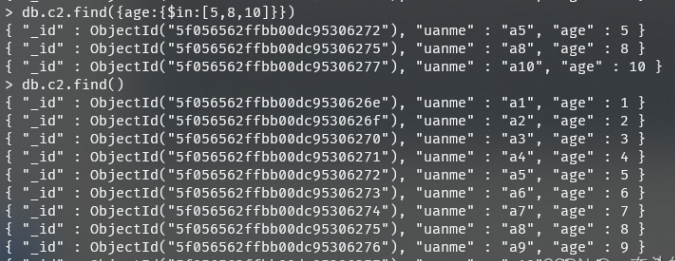 > db.c2.find({age:{$in:[5,8,10]}})
{ "_id" : ObjectId("5f056562ffbb00dc95306272"), "uanme" : "a5", "age" : 5 }
{ "_id" : ObjectId("5f056562ffbb00dc95306275"), "uanme" : "a8", "age" : 8 }
{ "_id" : ObjectId("5f056562ffbb00dc95306277"), "uanme" : "a10", "age" : 10 }
> db.c2.find()
{ "_id" : ObjectId("5f056562ffbb00dc9530626e"), "uanme" : "a1", "age" : 1 }
{ "_id" : ObjectId("5f056562ffbb00dc9530626f"), "uanme" : "a2", "age" : 2 }
{ "_id" : ObjectId("5f056562ffbb00dc95306270"), "uanme" : "a3", "age" : 3 }
{ "_id" : ObjectId("5f056562ffbb00dc95306271"), "uanme" : "a4", "age" : 4 }
{ "_id" : ObjectId("5f056562ffbb00dc95306272"), "uanme" : "a5", "age" : 5 }
{ "_id" : ObjectId("5f056562ffbb00dc95306273"), "uanme" : "a6", "age" : 6 }
{ "_id" : ObjectId("5f056562ffbb00dc95306274"), "uanme" : "a7", "age" : 7 }
{ "_id" : ObjectId("5f056562ffbb00dc95306275"), "uanme" : "a8", "age" : 8 }
{ "_id" : ObjectId("5f056562ffbb00dc95306276"), "uanme" : "a9", "age" : 9 }